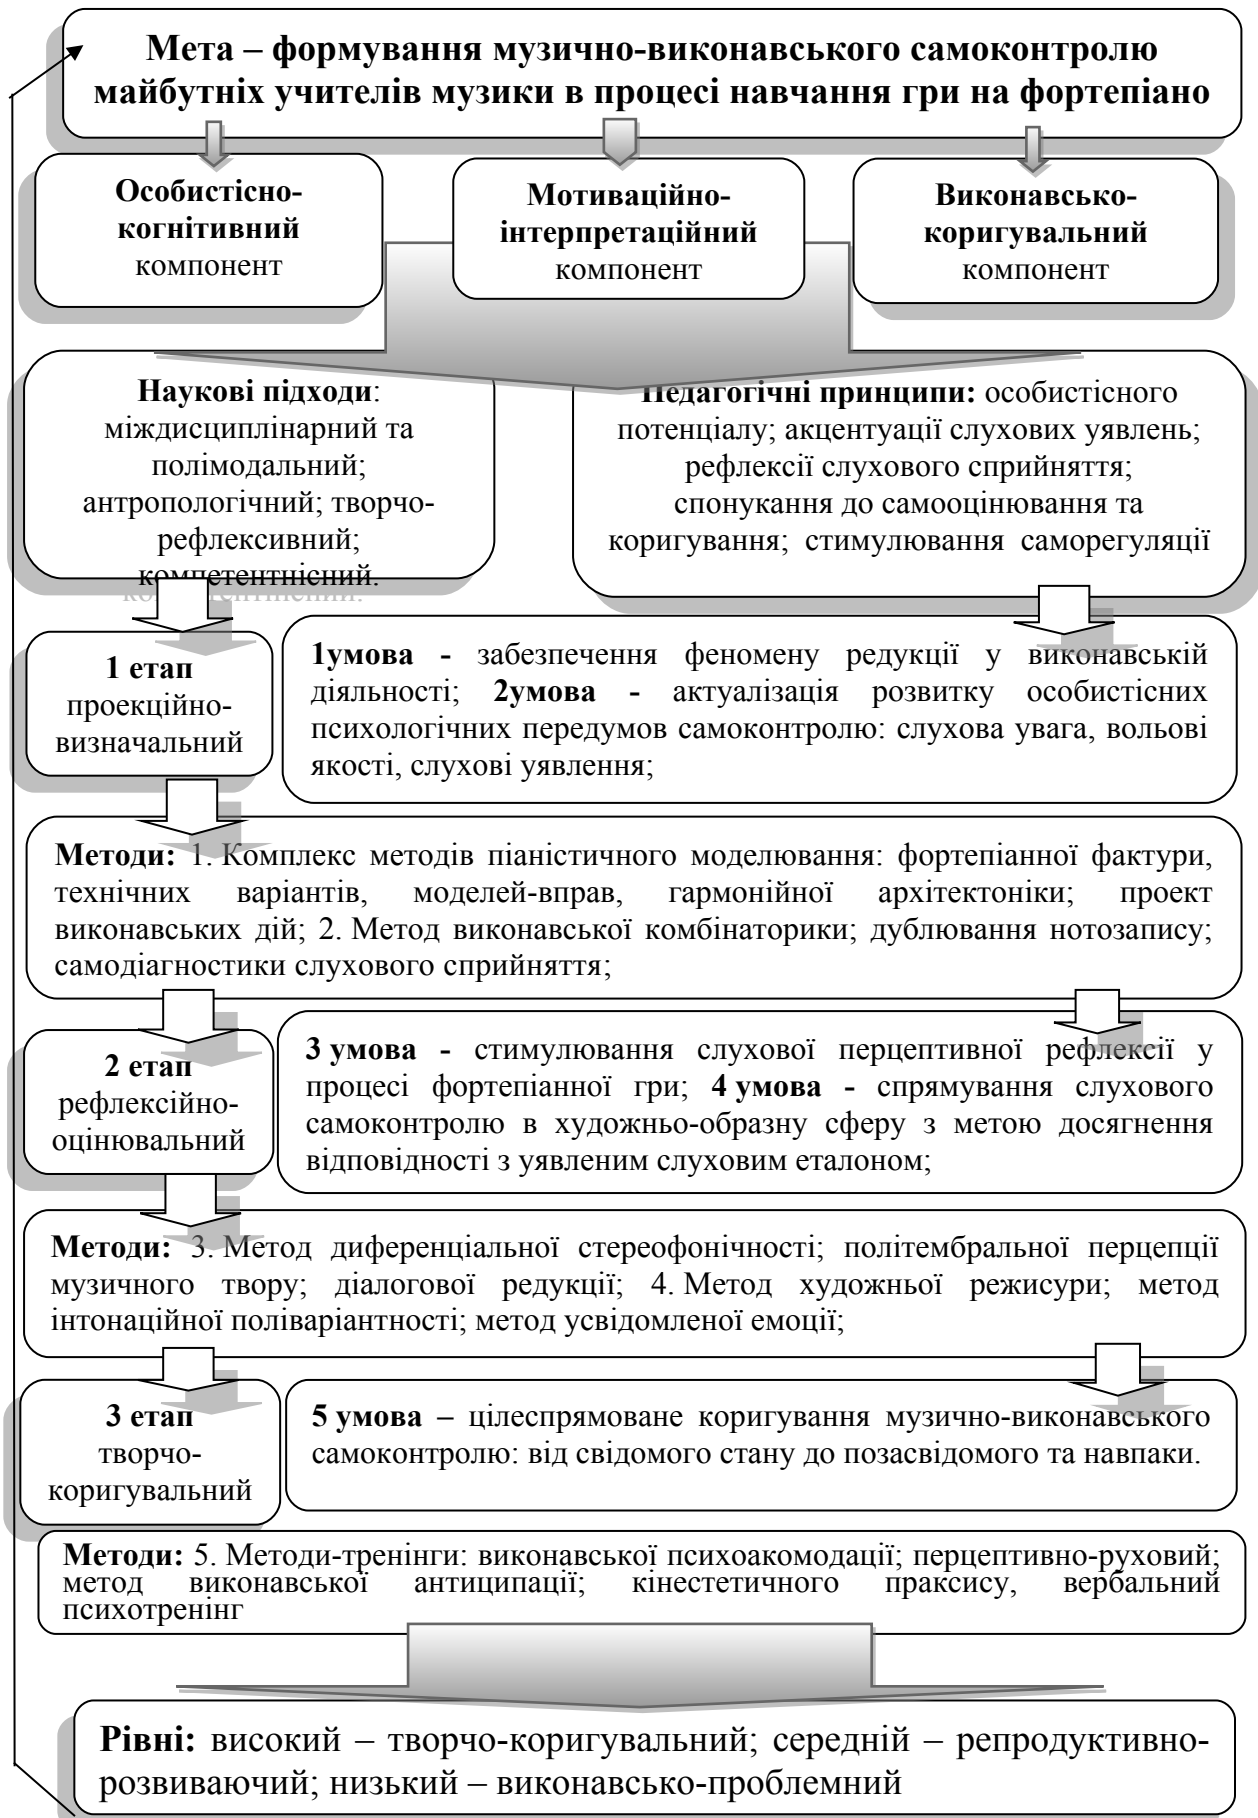 Мета – формування музично-виконавського самоконтролю
майбутніх учителів музики в процесі навчання гри на фортепіано
Особистісно-
когнітивний
компонент
Мотиваційно-
інтерпретаційний
компонент
Виконавсько-
коригувальний
компонент
Наукові підходи:
міждисциплінарний та
полімодальний;
антропологічний; творчо-
рефлексивний;
компетентнісний.
Педагогічні принципи: особистісного
потенціалу; акцентуації слухових уявлень;
рефлексії слухового сприйняття;
спонукання до самооцінювання та
коригування; стимулювання саморегуляції
1 етап
проекційно-
визначальний
1умова - забезпечення феномену редукції у виконавській
діяльності; 2умова - актуалізація розвитку особистісних
психологічних передумов самоконтролю: слухова увага, вольові
якості, слухові уявлення;
Методи: 1. Комплекс методів піаністичного моделювання: фортепіанної фактури,
технічних варіантів, моделей-вправ, гармонійної архітектоніки; проект
виконавських дій; 2. Метод виконавської комбінаторики; дублювання нотозапису;
самодіагностики слухового сприйняття;
2 етап
рефлексійно-
оцінювальний
3 умова - стимулювання слухової перцептивної рефлексії у
процесі фортепіанної гри; 4 умова - спрямування слухового
самоконтролю в художньо-образну сферу з метою досягнення
відповідності з уявленим слуховим еталоном;
Методи: 3. Метод диференціальної стереофонічності; політембральної перцепції
музичного твору; діалогової редукції; 4. Метод художньої режисури; метод
інтонаційної поліваріантності; метод усвідомленої емоції;
3 етап
творчо-
коригувальний
5 умова – цілеспрямоване коригування музично-виконавського
самоконтролю: від свідомого стану до позасвідомого та навпаки.
Методи: 5. Методи-тренінги: виконавської психоакомодації; перцептивно-руховий;
метод виконавської антиципації; кінестетичного праксису, вербальний
психотренінг
Рівні: високий – творчо-коригувальний; середній – репродуктивно-
розвиваючий; низький – виконавсько-проблемний